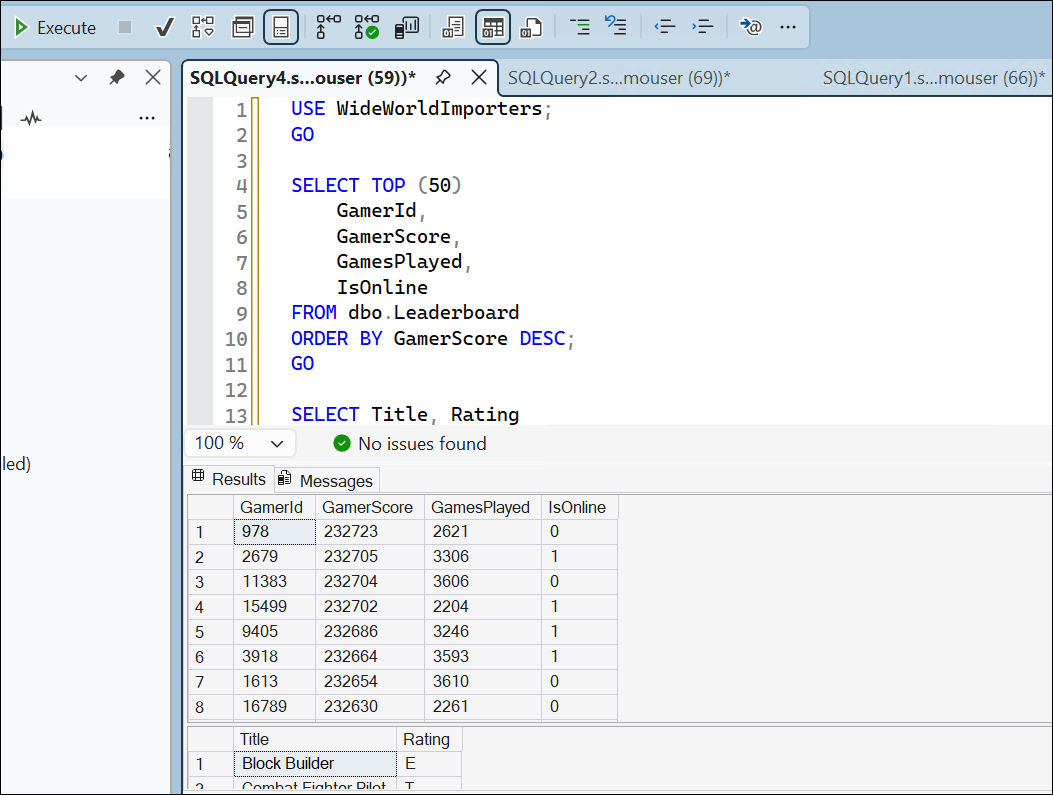 Execute
SQLQuery4.s...ouser (59))*
SQLQuery2.s...mouser (69))*
SQLQuery1.s...mouser (66))*
1 USE WideWorldImporters;
2 GO
3
4 SELECT TOP (50)
5 GamerId,
6 GamerScore,
7 GamesPlayed,
8 IsOnline
9 FROM dbo.Leaderboard
10 ORDER BY GamerScore DESC;
11 GO
12
13 SELECT Title, Rating
100 % No issues found
led)
Results Messages
GamerId GamerScore GamesPlayed IsOnline
1 978 232723 2621 0
2 2679 232705 3306 1
3 11383 232704 3606 0
4 15499 232702 2204 1
5 9405 232686 3246 1
6 3918 232664 3593 1
7 1613 232654 3610 0
8 16789 232630 2261 0
Title Rating
1 Block Builder E
2 Combat Fighter Pilot T